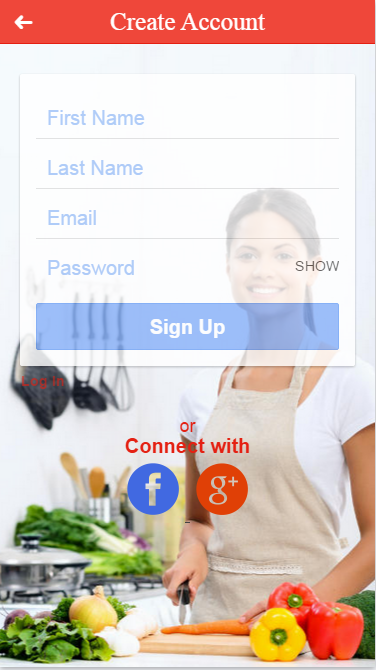 Create Account
First Name
Last Name
Email
Password SHOW
Sign Up
Log in
or
Connect with
f g+